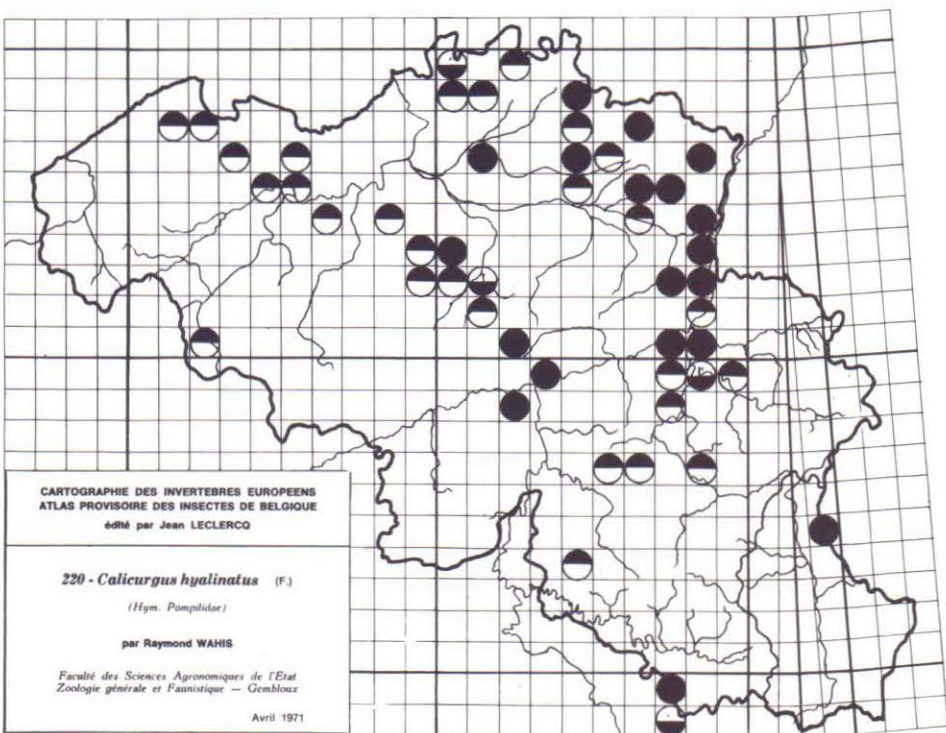 CARTOGRAPHIE DES INVERTEBRES EUROPEENS
ATLAS PROVISOIRE DES INSECTES DE BELGIQUE
édité par Jean LECLERCQ
220 - Calicurgus hyalinatus (F.)
(Hym. Pompilidae)
par Raymond WAHIS
Faculté des Sciences Agronomiques de l'Etat
Zoologie générale et Faunistique — Gembloux
Avril 1971